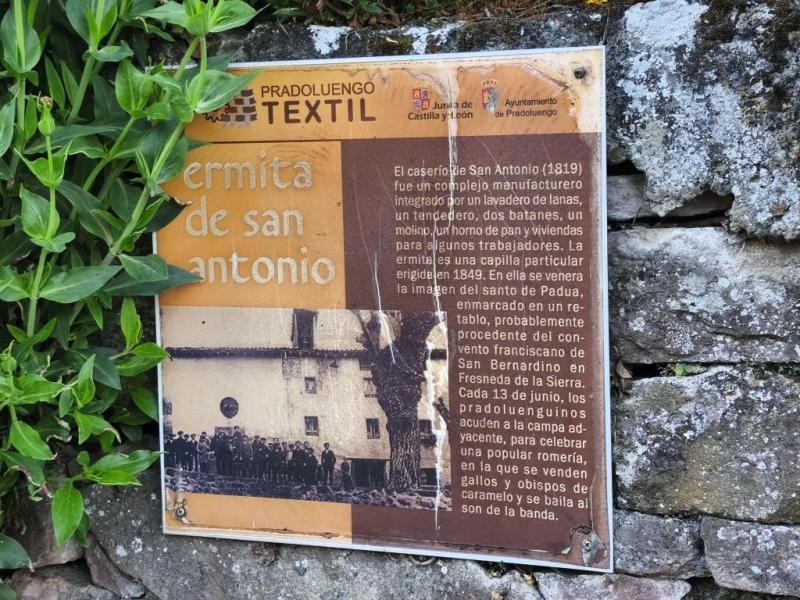 PRADOLUENGO
TEXTIL
Junta de
Castilla y León
Ayuntamiento
de Pradoluengo
ermita
de san
antonio
El caserío de San Antonio (1819)
fue un complejo manufacturero
integrado por un lavadero de lanas,
un tendedero, dos batanes, un
molino, un horno de pan y viviendas
para algunos trabajadores. La
ermita es una capilla particular
erigida en 1849. En ella se venera
la imagen del santo de Padua,
enmarcado en un re-
tablo, probablemente
procedente del con-
vento franciscano de
San Bernardino en
Fresneda de la Sierra.
Cada 13 de junio, los
pradoluenguinos
acuden a la campa ad-
yacente, para celebrar
una popular romería,
en la que se venden
gallos y obispos de
caramelo y se baila al
son de la banda.